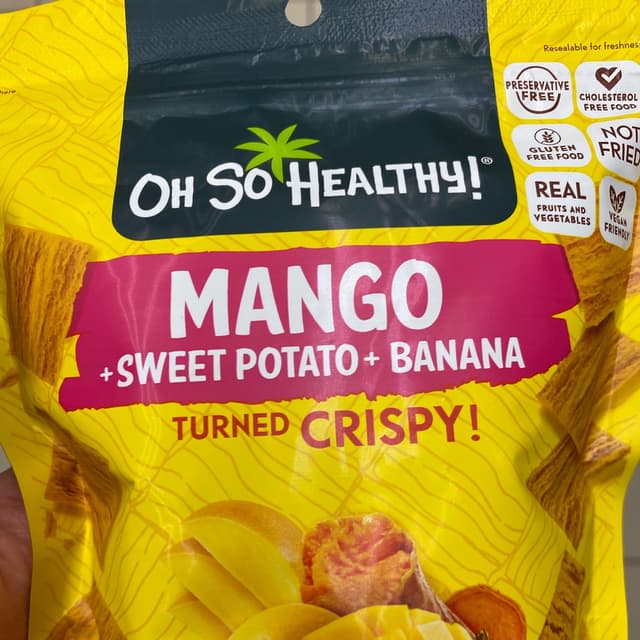 Resealable for freshness
PRESERVATIVE
FREE
CHOLESTEROL
FREE FOOD
GLUTEN
FREE FOOD
NOT
FRIED
REAL
FRUITS AND
VEGETABLES
VEGAN
FRIENDLY
OH SO HEALTHY!®
MANGO
+SWEET POTATO+ BANANA
TURNED CRISPY!